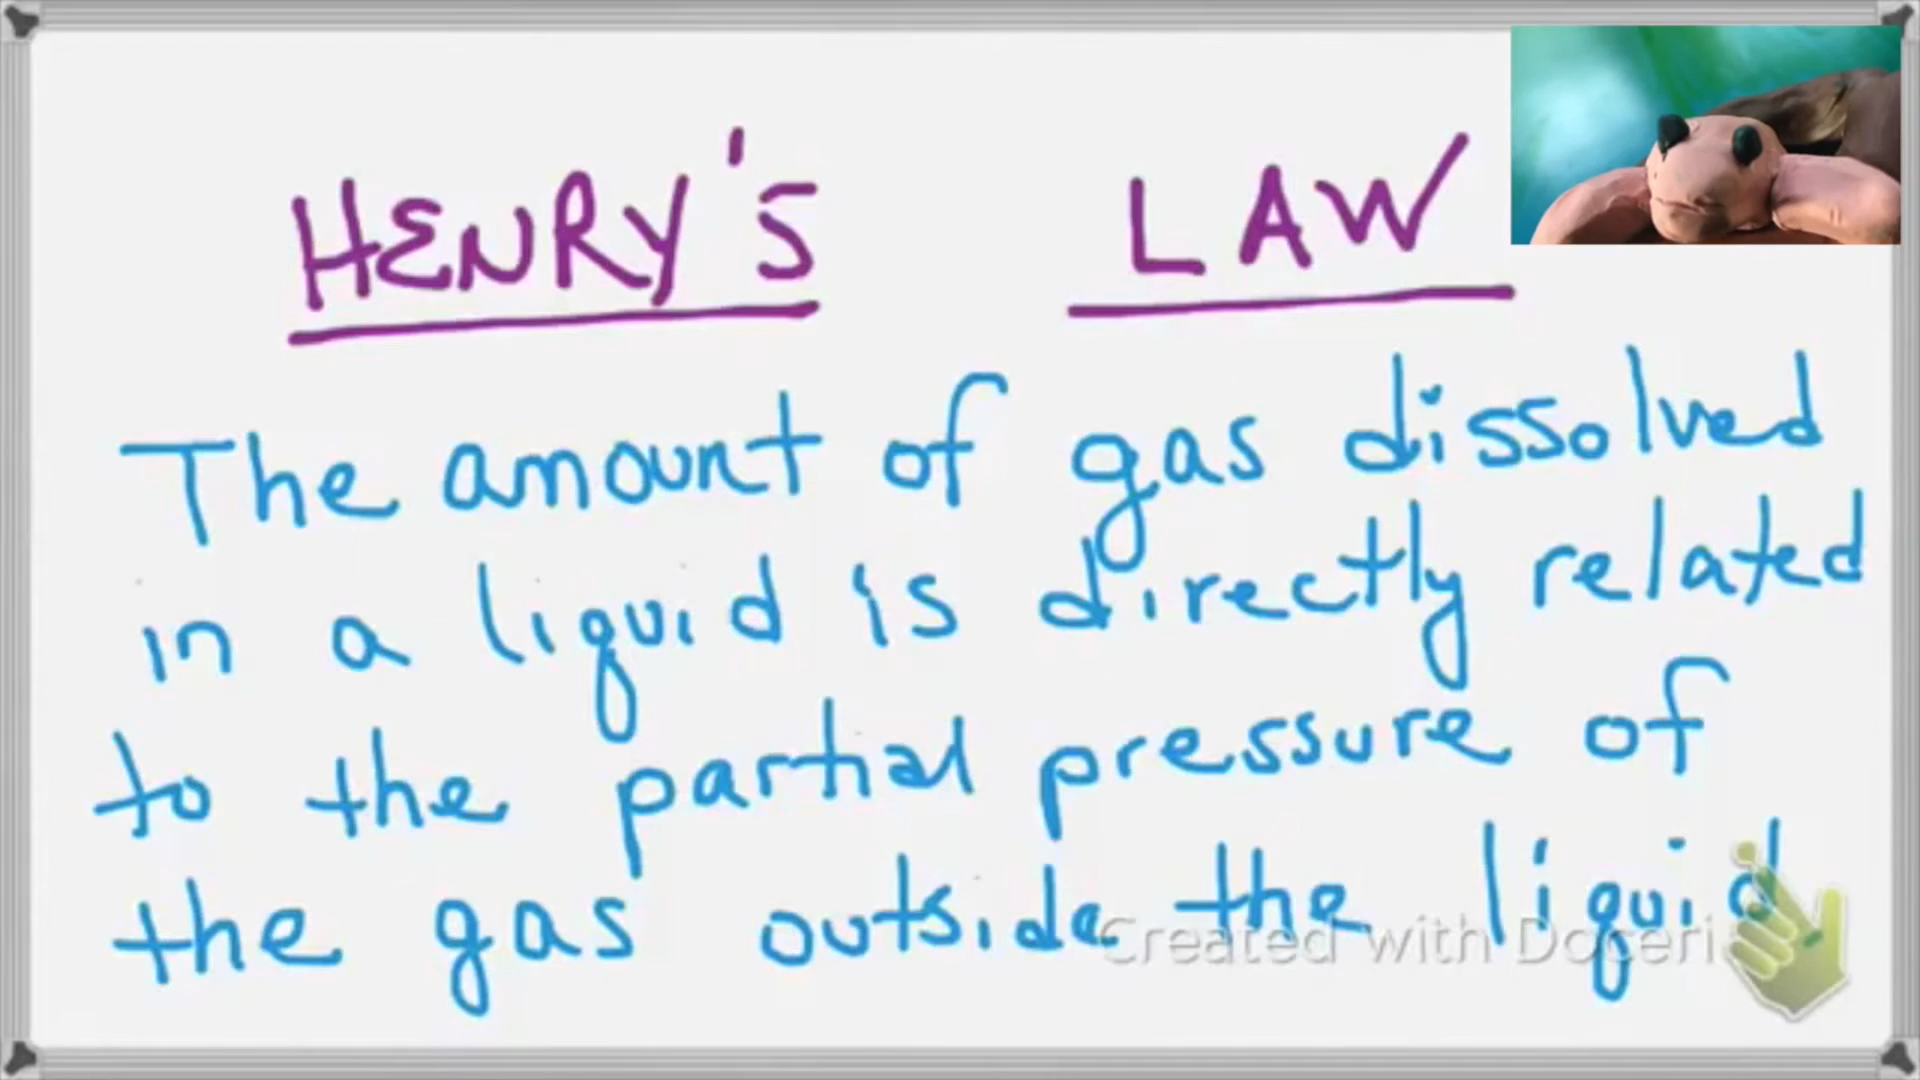 HENRY'S LAW
The amount of gas dissolved
in a liquid is directly related
to the partial pressure of
the gas outside the liquid
Created with Doceri